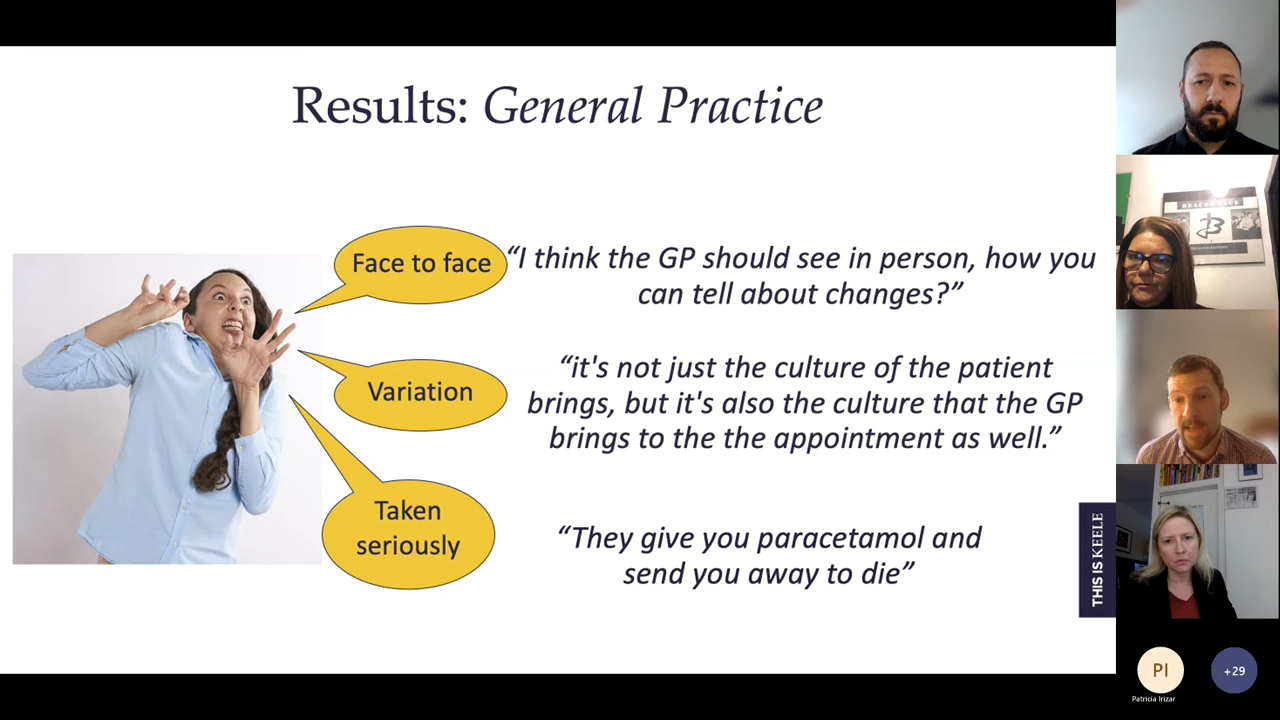 Results: General Practice
Face to face
“I think the GP should see in person, how you
can tell about changes?”
Variation
“it's not just the culture of the patient
brings, but it's also the culture that the GP
brings to the the appointment as well.”
Taken
seriously
“They give you paracetamol and
send you away to die”
THIS IS KEELE
BEACON BLUE
PI
+29
Patricia Irizar